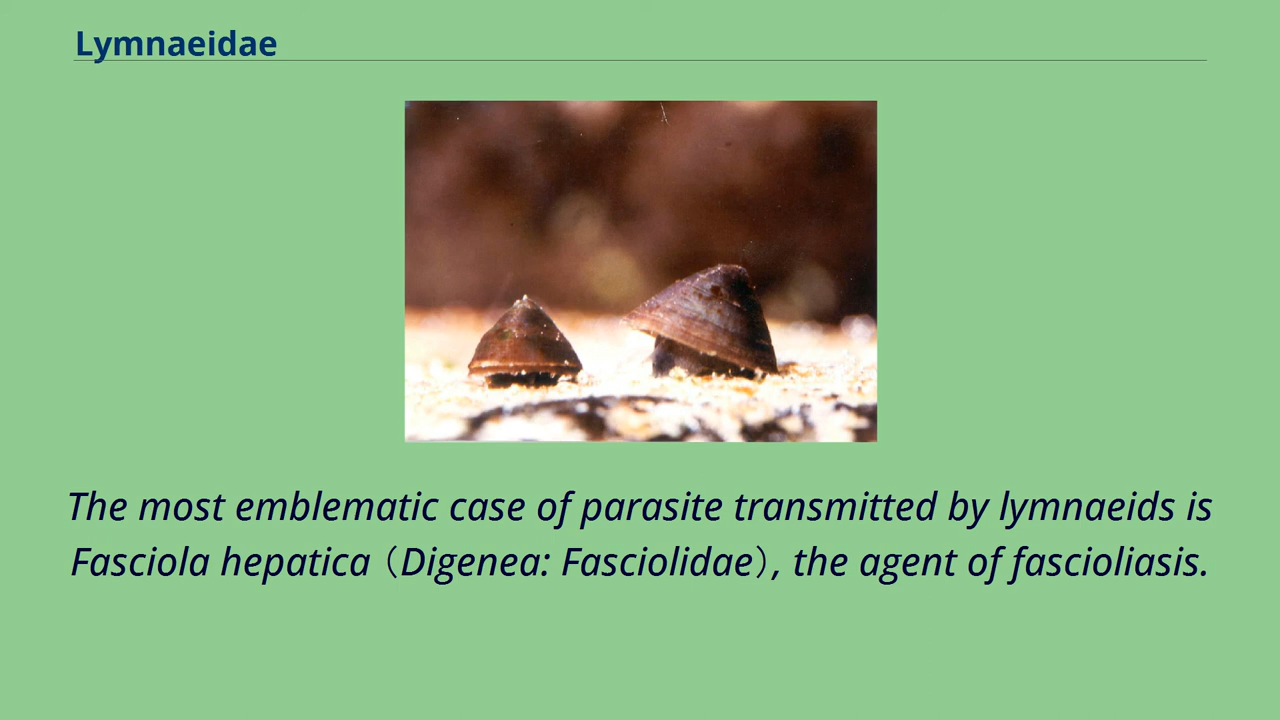 Lymnaeidae
The most emblematic case of parasite transmitted by lymnaeids is
Fasciola hepatica（Digenea: Fasciolidae）, the agent of fascioliasis.